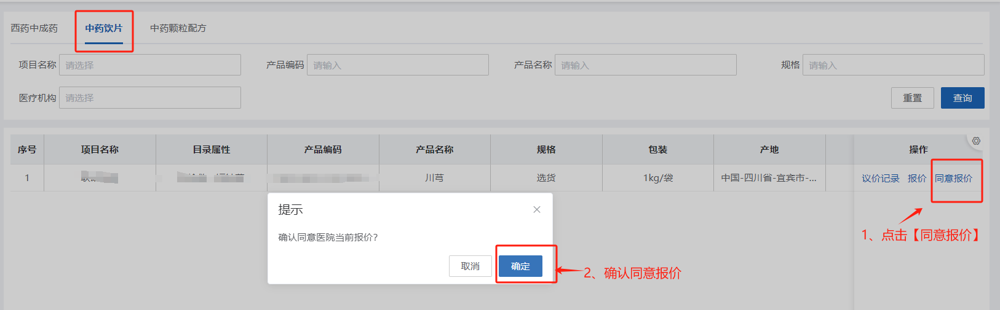 西药中成药 中药饮片 中药颗粒配方
项目名称 请选择 产品编码 请输入 产品名称 请输入 规格 请输入
医疗机构 请选择 重置 查询
序号 项目名称 目录属性 产品编码 产品名称 规格 包装 产地 操作
1 川芎 选货 1kg/袋 中国-四川省-宜宾市-... 议价记录 报价 同意报价
提示
确认同意医院当前报价?
取消 确定
1、点击【同意报价】
2、确认同意报价